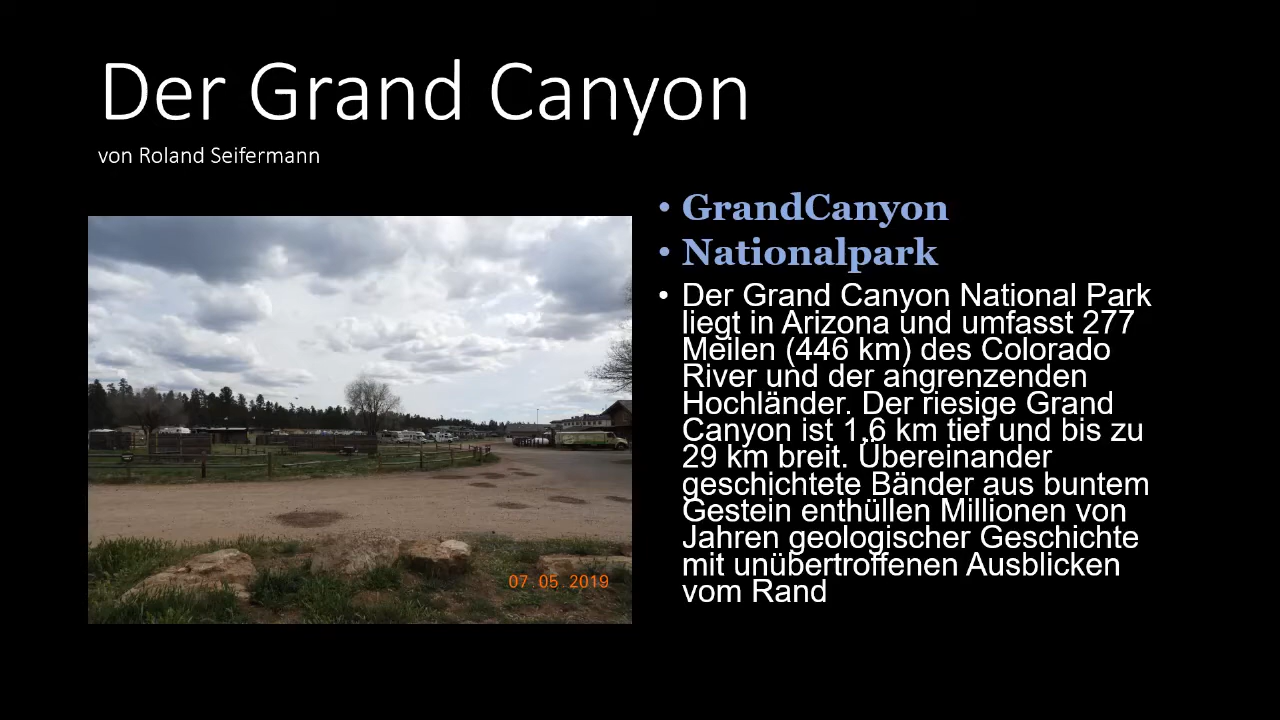 Der Grand Canyon
von Roland Seifermann
• GrandCanyon
• Nationalpark
• Der Grand Canyon National Park
liegt in Arizona und umfasst 277
Meilen (446 km) des Colorado
River und der angrenzenden
Hochländer. Der riesige Grand
Canyon ist 1,6 km tief und bis zu
29 km breit. Übereinander
geschichtete Bänder aus buntem
Gestein enthüllen Millionen von
Jahren geologischer Geschichte
mit unübertroffenen Ausblicken
vom Rand
07.05.2019